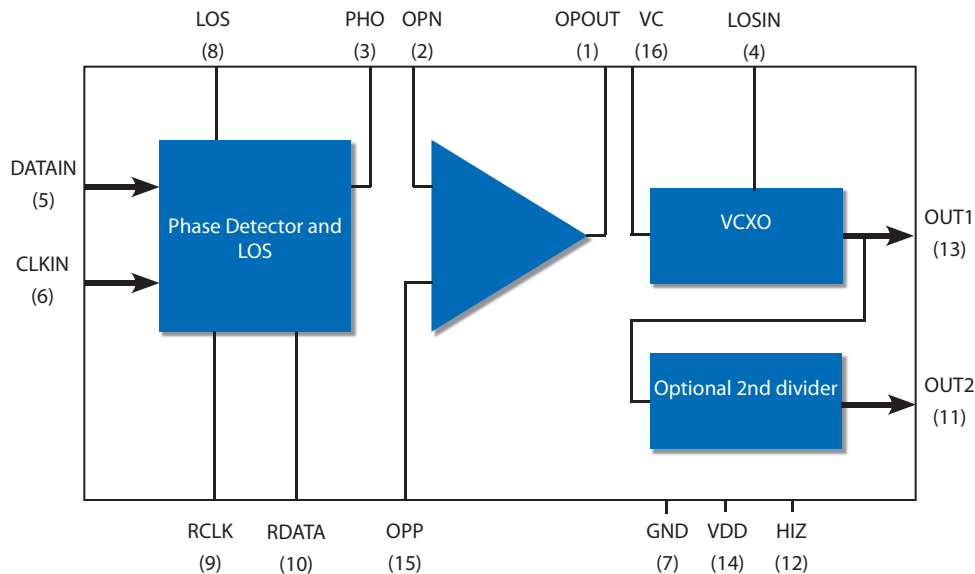 LOS PHO OPN OPOUT VC LOSIN
(8) (3) (2) (1) (16) (4)
DATAIN
(5)
CLKIN
(6)
Phase Detector and
LOS
VCXO
OUT1
(13)
Optional 2nd divider
OUT2
(11)
RCLK RDATA OPP GND VDD HIZ
(9) (10) (15) (7) (14) (12)